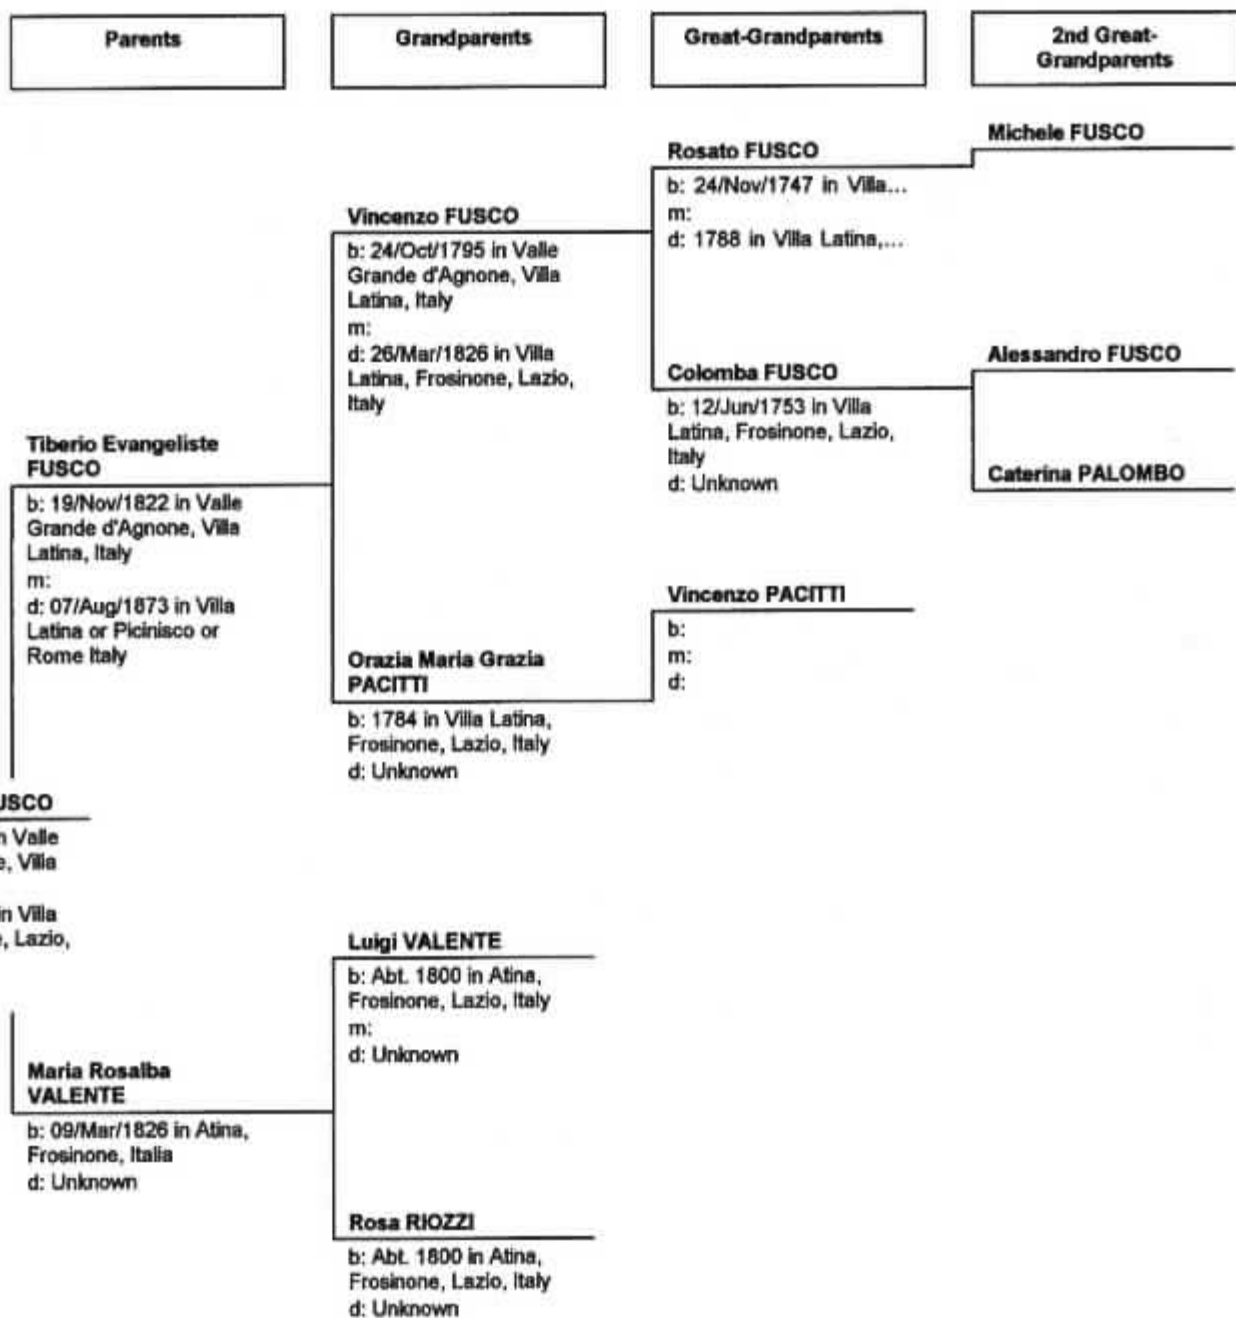 Parents
Grandparents
Great-Grandparents
2nd Great-
Grandparents
Michele FUSCO
Rosato FUSCO
b: 24/Nov/1747 in Villa...
m:
d: 1788 in Villa Latina,...
Vincenzo FUSCO
b: 24/Oct/1795 in Valle
Grande d'Agnone, Villa
Latina, Italy
m:
d: 26/Mar/1826 in Villa
Latina, Frosinone, Lazio,
Italy
Alessandro FUSCO
Colomba FUSCO
b: 12/Jun/1753 in Villa
Latina, Frosinone, Lazio,
Italy
d: Unknown
Caterina PALOMBO
Tiberio Evangeliste
FUSCO
b: 19/Nov/1822 in Valle
Grande d'Agnone, Villa
Latina, Italy
m:
d: 07/Aug/1873 in Villa
Latina or Picinisco or
Rome Italy
Vincenzo PACITTI
b:
m:
d:
Orazia Maria Grazia
PACITTI
b: 1784 in Villa Latina,
Frosinone, Lazio, Italy
d: Unknown
USCO
n Valle
e, Villa
in Villa
e, Lazio,
Luigi VALENTE
b: Abt. 1800 in Atina,
Frosinone, Lazio, Italy
m:
d: Unknown
Maria Rosalba
VALENTE
b: 09/Mar/1826 in Atina,
Frosinone, Italia
d: Unknown
Rosa RIOZZI
b: Abt. 1800 in Atina,
Frosinone, Lazio, Italy
d: Unknown